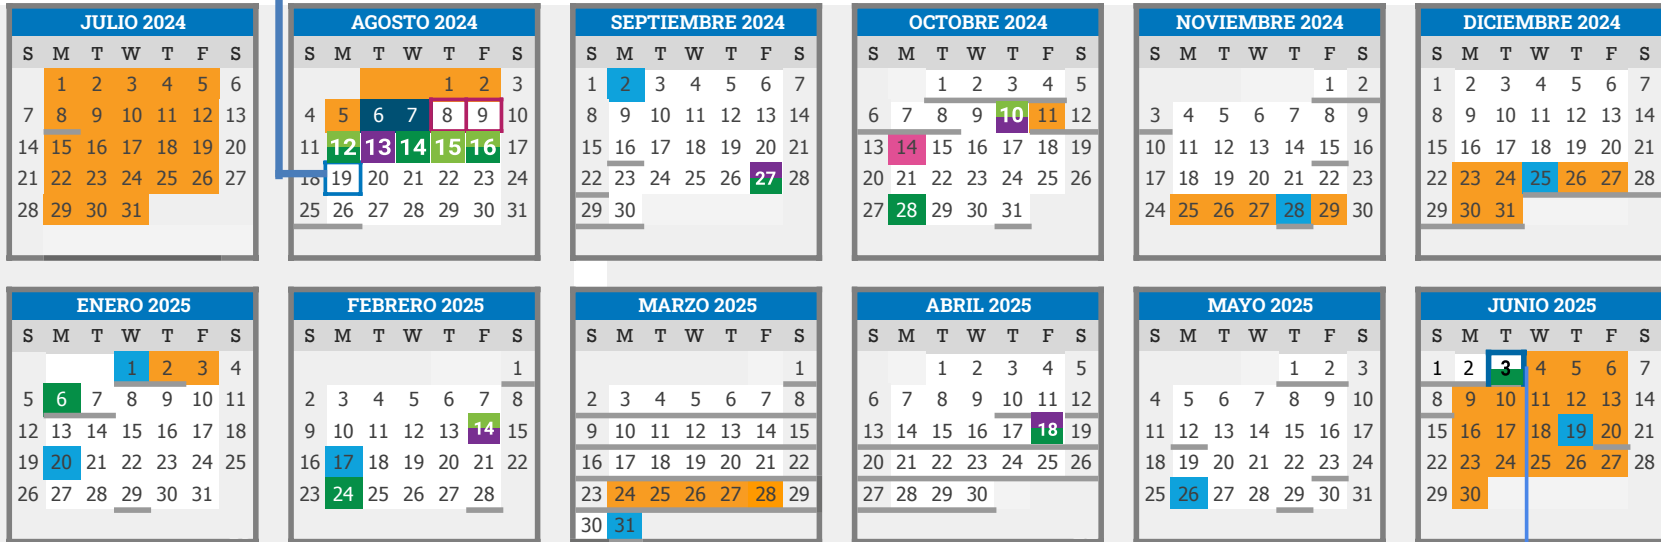 JULIO 2024
S M T W T F S
1 2 3 4 5 6
7 8 9 10 11 12 13
14 15 16 17 18 19 20
21 22 23 24 25 26 27
28 29 30 31
AGOSTO 2024
S M T W T F S
1 2 3
4 5 6 7 8 9 10
11 12 13 14 15 16 17
18 19 20 21 22 23 24
25 26 27 28 29 30 31
SEPTIEMBRE 2024
S M T W T F S
1 2 3 4 5 6 7
8 9 10 11 12 13 14
15 16 17 18 19 20 21
22 23 24 25 26 27 28
29 30
OCTOBRE 2024
S M T W T F S
1 2 3 4 5
6 7 8 9 10 11 12
13 14 15 16 17 18 19
20 21 22 23 24 25 26
27 28 29 30 31
NOVIEMBRE 2024
S M T W T F S
1 2
3 4 5 6 7 8 9
10 11 12 13 14 15 16
17 18 19 20 21 22 23
24 25 26 27 28 29 30
DICIEMBRE 2024
S M T W T F S
1 2 3 4 5 6 7
8 9 10 11 12 13 14
15 16 17 18 19 20 21
22 23 24 25 26 27 28
29 30 31
ENERO 2025
S M T W T F S
1 2 3 4
5 6 7 8 9 10 11
12 13 14 15 16 17 18
19 20 21 22 23 24 25
26 27 28 29 30 31
FEBRERO 2025
S M T W T F S
1
2 3 4 5 6 7 8
9 10 11 12 13 14 15
16 17 18 19 20 21 22
23 24 25 26 27 28
MARZO 2025
S M T W T F S
1
2 3 4 5 6 7 8
9 10 11 12 13 14 15
16 17 18 19 20 21 22
23 24 25 26 27 28 29
30 31
ABRIL 2025
S M T W T F S
1 2 3 4 5
6 7 8 9 10 11 12
13 14 15 16 17 18 19
20 21 22 23 24 25 26
27 28 29 30
MAYO 2025
S M T W T F S
1 2 3
4 5 6 7 8 9 10
11 12 13 14 15 16 17
18 19 20 21 22 23 24
25 26 27 28 29 30 31
JUNIO 2025
S M T W T F S
1 2 3 4 5 6 7
8 9 10 11 12 13 14
15 16 17 18 19 20 21
22 23 24 25 26 27 28
29 30